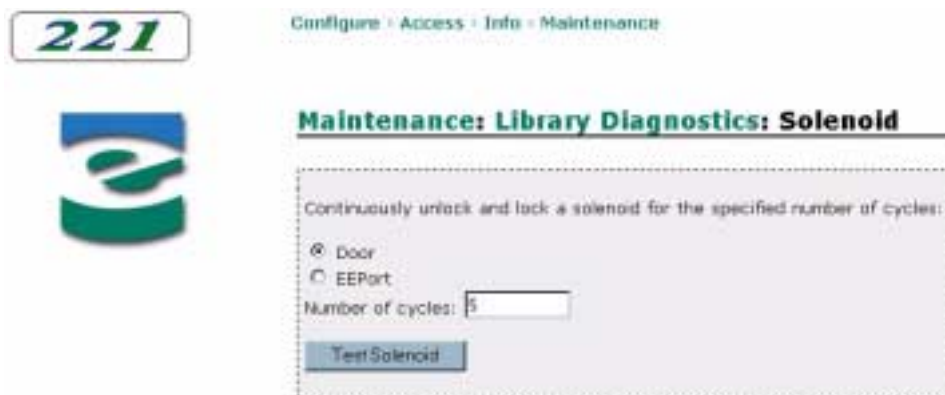 221
Configure · Access · Info · Maintenance
Maintenance: Library Diagnostics: Solenoid
Continuously unlock and lock a solenoid for the specified number of cycles:
Door
EEPort
Number of cycles: 5
Test Solenoid